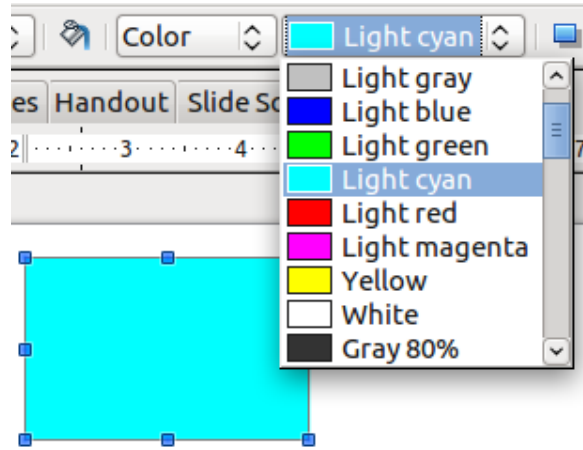 Color Light cyan
Light gray
es Handout Slide So
Light blue
2 3 4 7
Light green
Light cyan
Light red
Light magenta
Yellow
White
Gray 80%